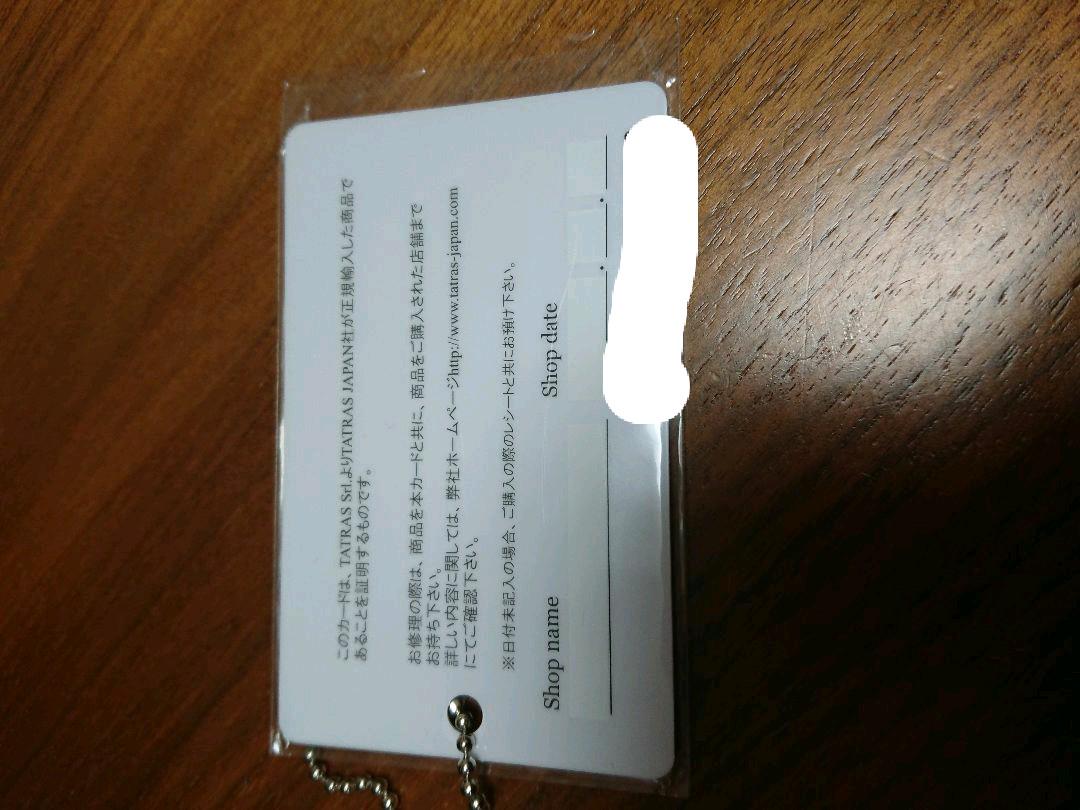 このカードは、TATRAS Srl.よりTATRAS JAPAN社が正規輸入した商品で
あることを証明するものです。
お修理の際は、商品を本カードと共に、商品をご購入された店舗まで
お持ち下さい。
詳しい内容に関しては、弊社ホームページhttp://www.tatras-japan.com
にてご確認下さい。
※日付未記入の場合、ご購入の際のレシートと共にお預け下さい。
Shop name
Shop date